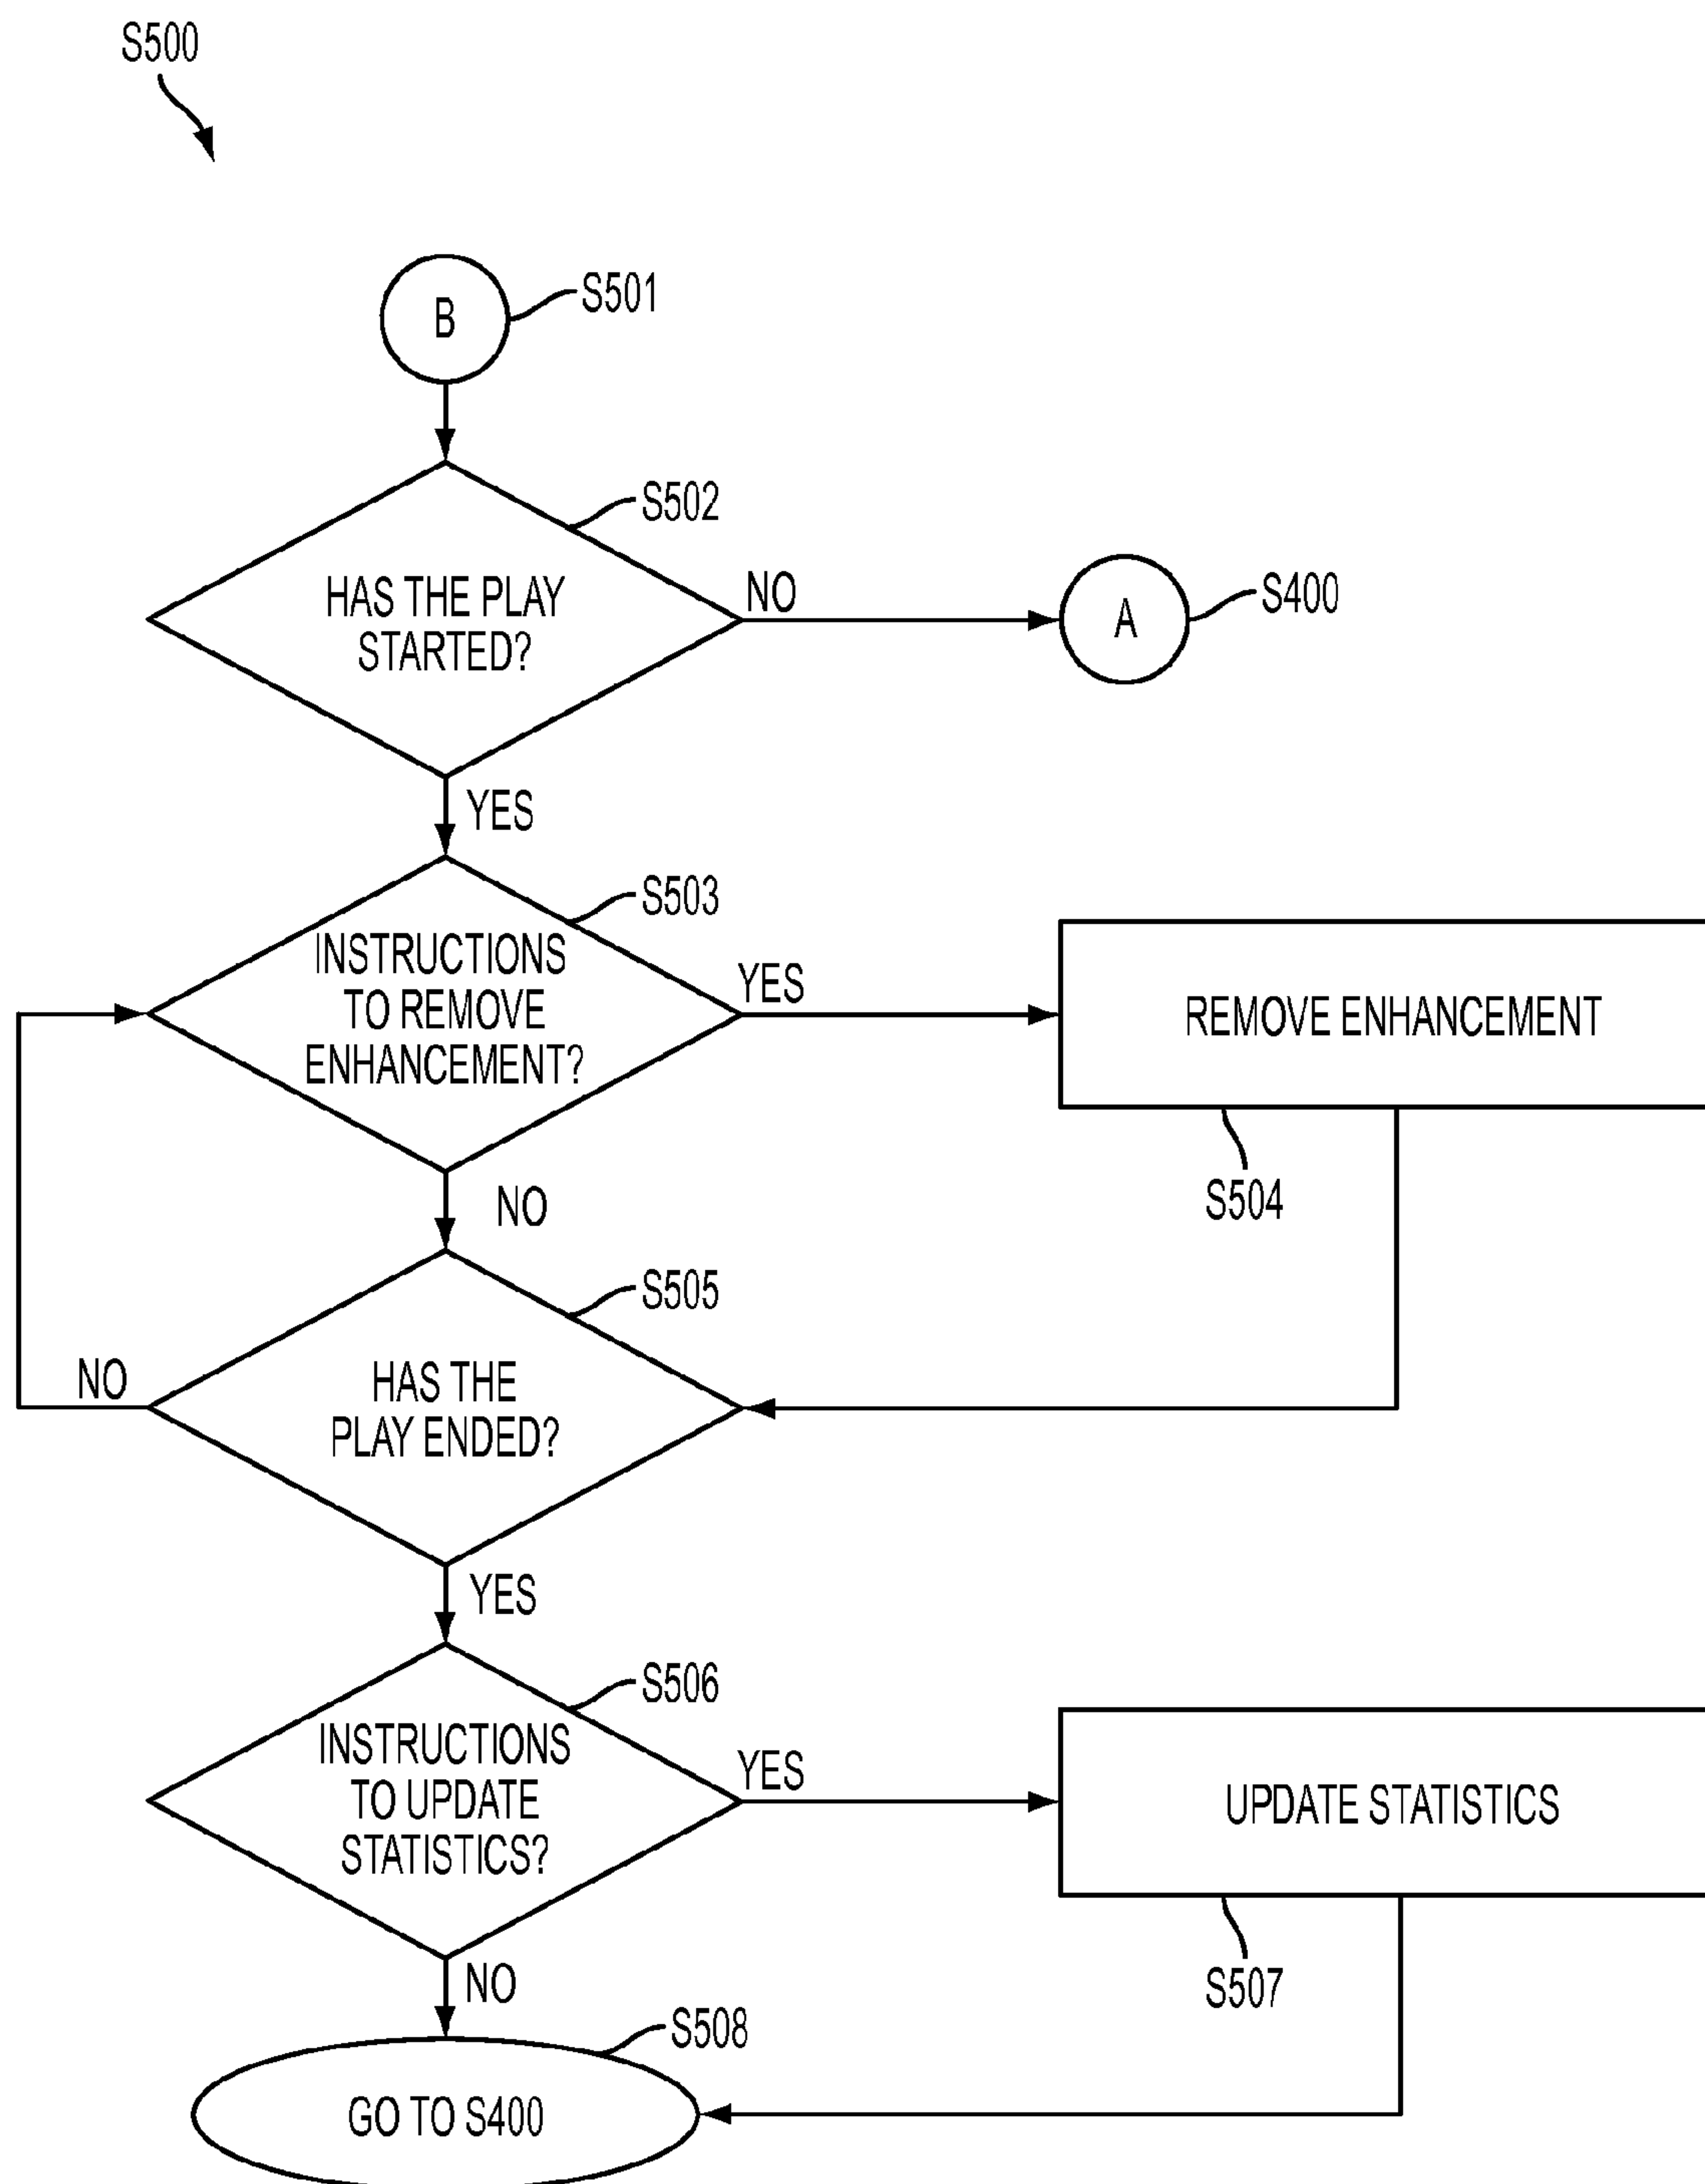 S500
B
S501
S502
HAS THE PLAY
STARTED?
NO
A
S400
YES
S503
INSTRUCTIONS
TO REMOVE
ENHANCEMENT?
YES
REMOVE ENHANCEMENT
S504
NO
S505
HAS THE
PLAY ENDED?
NO
YES
S506
INSTRUCTIONS
TO UPDATE
STATISTICS?
YES
UPDATE STATISTICS
S507
NO
S508
GO TO S400